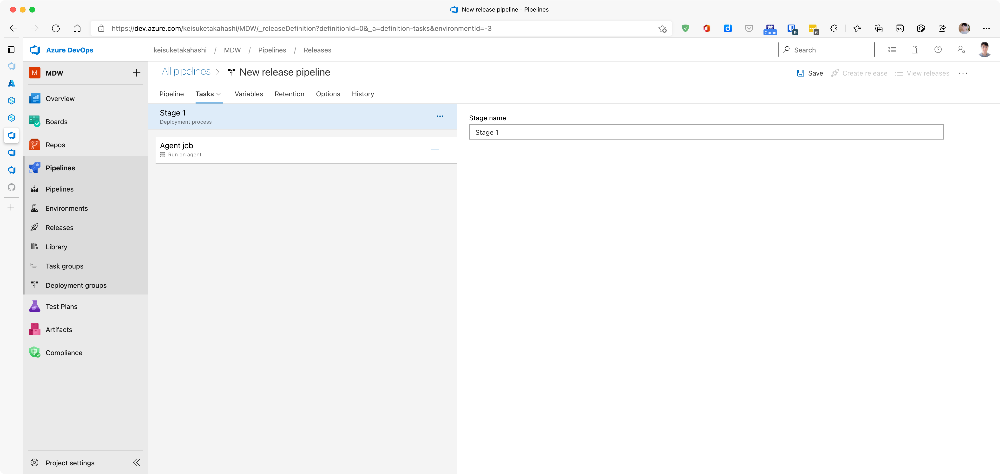 New release pipeline - Pipelines
https://dev.azure.com/keisuketakahashi/MDW/_releaseDefinition?definitionId=0&_a=definition-tasks&environmentId=-3
英
Comn
9
6
Azure DevOps
keisuketakahashi / MDW / Pipelines / Releases
Search
M MDW
All pipelines > New release pipeline
Save
Create release
View releases
Pipeline
Tasks
Variables
Retention
Options
History
Overview
Boards
Repos
Pipelines
Pipelines
Environments
Releases
Library
Task groups
Deployment groups
Test Plans
Artifacts
Compliance
Project settings
Stage 1
Deployment process
Agent job
Run on agent
Stage name
Stage 1